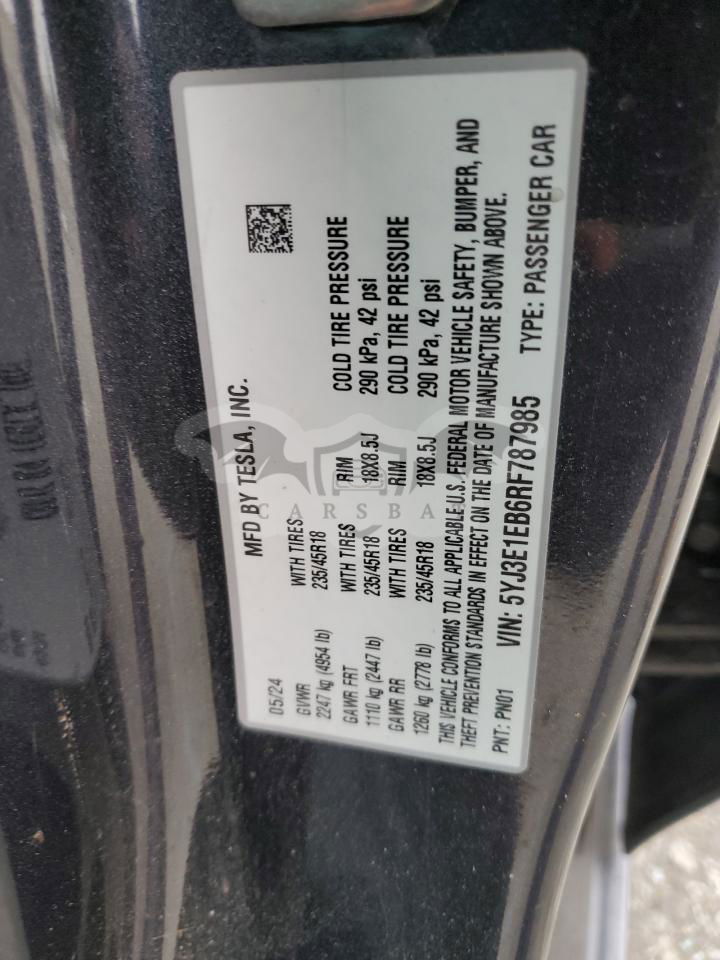 MFD BY TESLA, INC.
05/24
GVWR WITH TIRES
2247 kg (4954 lb) 235/45R18
GAWR FRT WITH TIRES RIM COLD TIRE PRESSURE
1110 kg (2447 lb) 235/45R18 18X8.5J 290 kPa, 42 psi
GAWR RR WITH TIRES RIM COLD TIRE PRESSURE
1260 kg (2778 lb) 235/45R18 18X8.5J 290 kPa, 42 psi
THIS VEHICLE CONFORMS TO ALL APPLICABLE U.S. FEDERAL MOTOR VEHICLE SAFETY, BUMPER, AND
THEFT PREVENTION STANDARDS IN EFFECT ON THE DATE OF MANUFACTURE SHOWN ABOVE.
PNT: PN01 VIN: 5YJ3E1EB6RF787985 TYPE: PASSENGER CAR